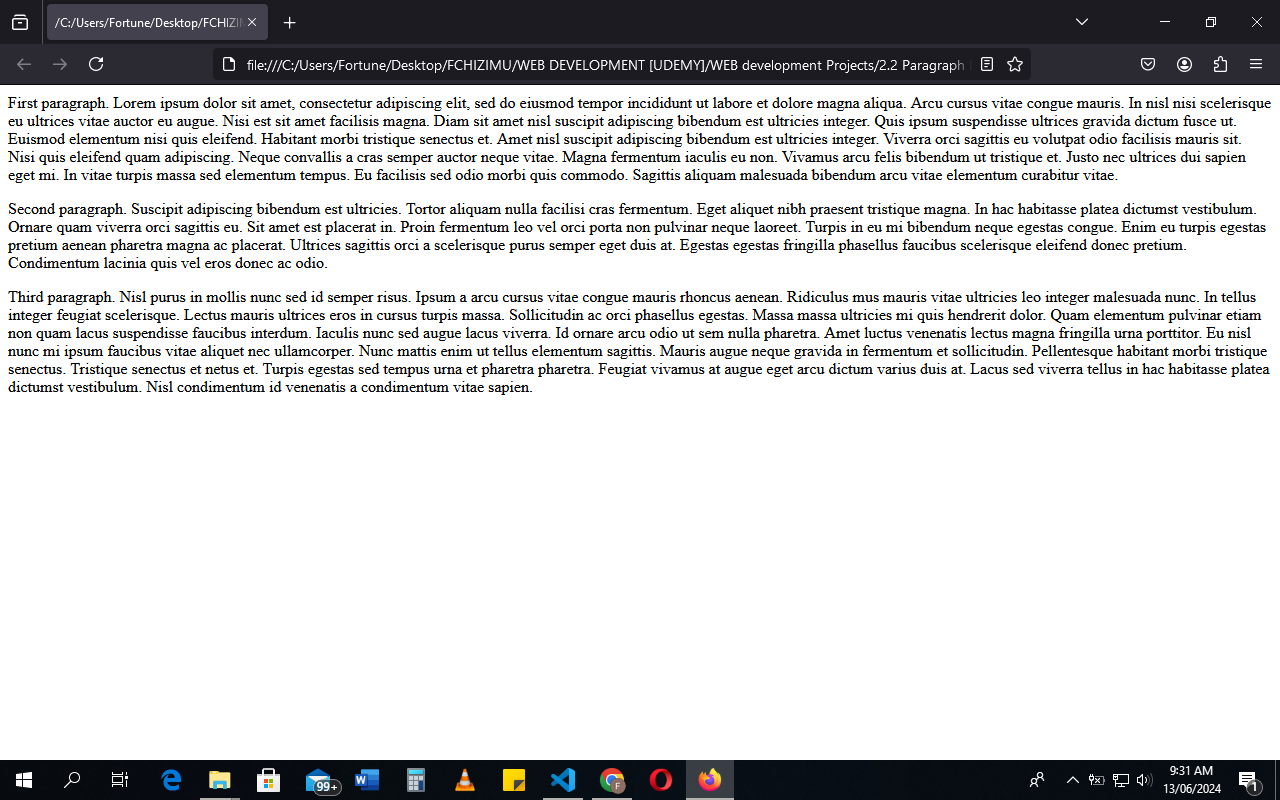 /C:/Users/Fortune/Desktop/FCHIZI
file:///C:/Users/Fortune/Desktop/FCHIZIMU/WEB DEVELOPMENT [UDEMY]/WEB development Projects/2.2 Paragraph
First paragraph. Lorem ipsum dolor sit amet, consectetur adipiscing elit, sed do eiusmod tempor incididunt ut labore et dolore magna aliqua. Arcu cursus vitae congue mauris. In nisl nisi scelerisque
eu ultrices vitae auctor eu augue. Nisi est sit amet facilisis magna. Diam sit amet nisl suscipit adipiscing bibendum est ultricies integer. Quis ipsum suspendisse ultrices gravida dictum fusce ut.
Euismod elementum nisi quis eleifend. Habitant morbi tristique senectus et. Amet nisl suscipit adipiscing bibendum est ultricies integer. Viverra orci sagittis eu volutpat odio facilisis mauris sit.
Nisi quis eleifend quam adipiscing. Neque convallis a cras semper auctor neque vitae. Magna fermentum iaculis eu non. Vivamus arcu felis bibendum ut tristique et. Justo nec ultrices dui sapien
eget mi. In vitae turpis massa sed elementum tempus. Eu facilisis sed odio morbi quis commodo. Sagittis aliquam malesuada bibendum arcu vitae elementum curabitur vitae.
Second paragraph. Suscipit adipiscing bibendum est ultricies. Tortor aliquam nulla facilisi cras fermentum. Eget aliquet nibh praesent tristique magna. In hac habitasse platea dictumst vestibulum.
Ornare quam viverra orci sagittis eu. Sit amet est placerat in. Proin fermentum leo vel orci porta non pulvinar neque laoreet. Turpis in eu mi bibendum neque egestas congue. Enim eu turpis egestas
pretium aenean pharetra magna ac placerat. Ultrices sagittis orci a scelerisque purus semper eget duis at. Egestas egestas fringilla phasellus faucibus scelerisque eleifend donec pretium.
Condimentum lacinia quis vel eros donec ac odio.
Third paragraph. Nisl purus in mollis nunc sed id semper risus. Ipsum a arcu cursus vitae congue mauris rhoncus aenean. Ridiculus mus mauris vitae ultricies leo integer malesuada nunc. In tellus
integer feugiat scelerisque. Lectus mauris ultrices eros in cursus turpis massa. Sollicitudin ac orci phasellus egestas. Massa massa ultricies mi quis hendrerit dolor. Quam elementum pulvinar etiam
non quam lacus suspendisse faucibus interdum. Iaculis nunc sed augue lacus viverra. Id ornare arcu odio ut sem nulla pharetra. Amet luctus venenatis lectus magna fringilla urna porttitor. Eu nisl
nunc mi ipsum faucibus vitae aliquet nec ullamcorper. Nunc mattis enim ut tellus elementum sagittis. Mauris augue neque gravida in fermentum et sollicitudin. Pellentesque habitant morbi tristique
senectus. Tristique senectus et netus et. Turpis egestas sed tempus urna et pharetra pharetra. Feugiat vivamus at augue eget arcu dictum varius duis at. Lacus sed viverra tellus in hac habitasse platea
dictumst vestibulum. Nisl condimentum id venenatis a condimentum vitae sapien.
99+
F
9:31 AM
13/06/2024
1